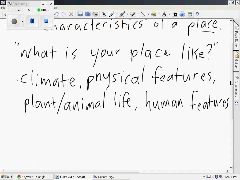 characteristics of a place.
"What is your place like?"
climate, physical features,
plant/animal life, human features